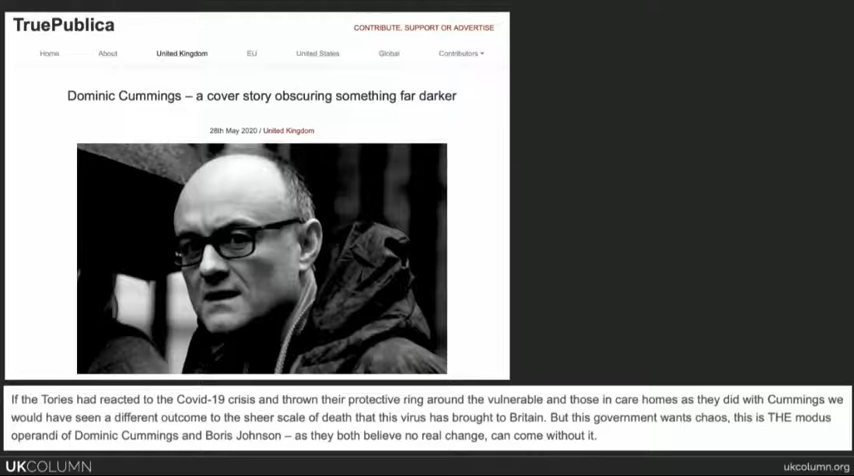 TruePublica
CONTRIBUTE, SUPPORT OR ADVERTISE
Home About United Kingdom EU United States Global Contributors
Dominic Cummings – a cover story obscuring something far darker
28th May 2020 / United Kingdom
If the Tories had reacted to the Covid-19 crisis and thrown their protective ring around the vulnerable and those in care homes as they did with Cummings we
would have seen a different outcome to the sheer scale of death that this virus has brought to Britain. But this government wants chaos, this is THE modus
operandi of Dominic Cummings and Boris Johnson – as they both believe no real change, can come without it.
UKCOLUMN
ukcolumn.org